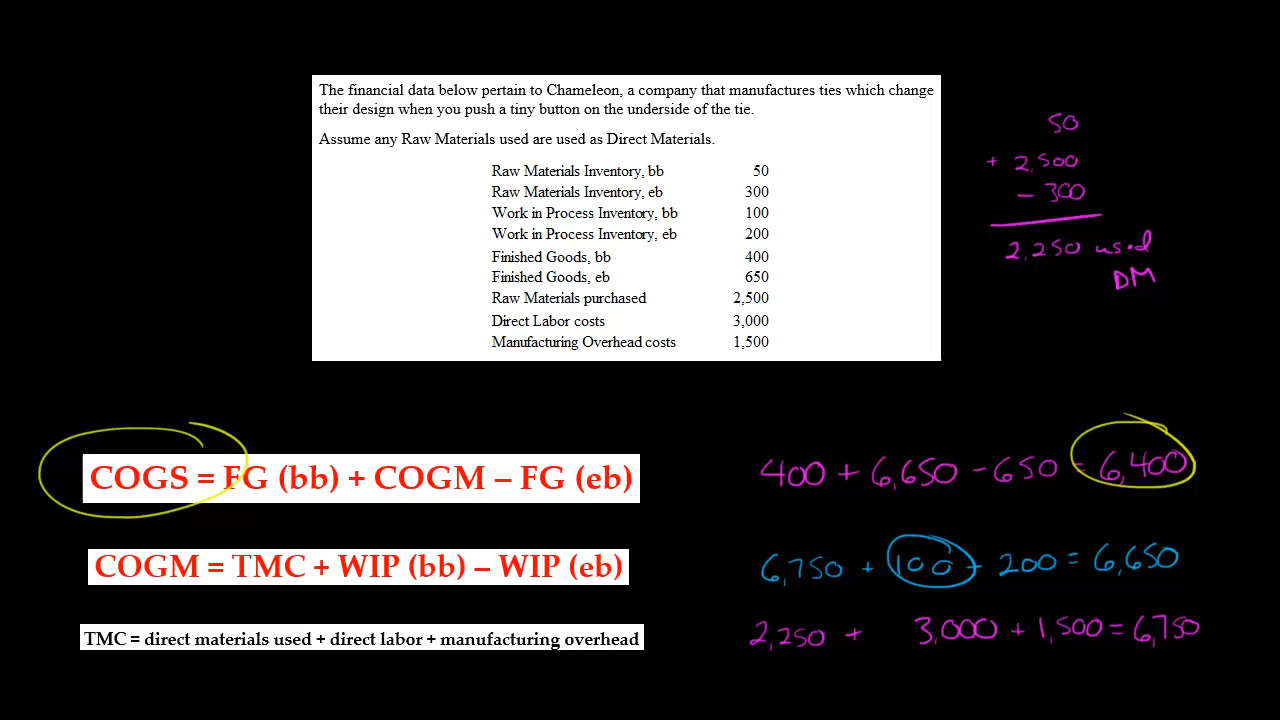 The financial data below pertain to Chameleon, a company that manufactures ties which change
their design when you push a tiny button on the underside of the tie.
Assume any Raw Materials used are used as Direct Materials.
Raw Materials Inventory, bb 50
Raw Materials Inventory, eb 300
Work in Process Inventory, bb 100
Work in Process Inventory, eb 200
Finished Goods, bb 400
Finished Goods, eb 650
Raw Materials purchased 2,500
Direct Labor costs 3,000
Manufacturing Overhead costs 1,500
50
+ 2,500
- 300
2,250 used
DM
COGS = FG (bb) + COGM – FG (eb)
400 + 6,650 - 650 = 6,400
COGM = TMC + WIP (bb) – WIP (eb)
6,750 + 100 - 200 = 6,650
TMC = direct materials used + direct labor + manufacturing overhead
2,250 + 3,000 + 1,500 = 6,750